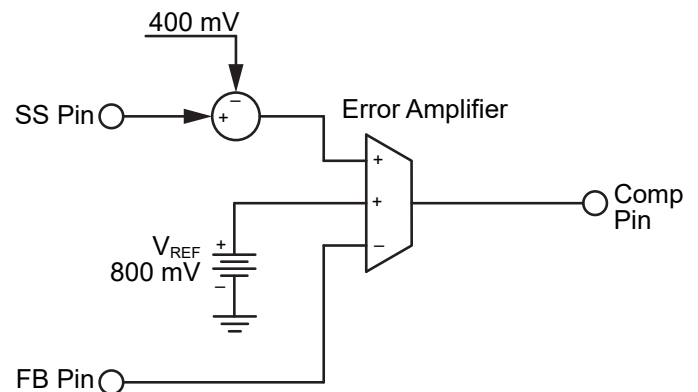 400 mV
−
SS Pin
+
Error Amplifier
+
+
−
Comp
Pin
V_REF
800 mV
+
−
FB Pin